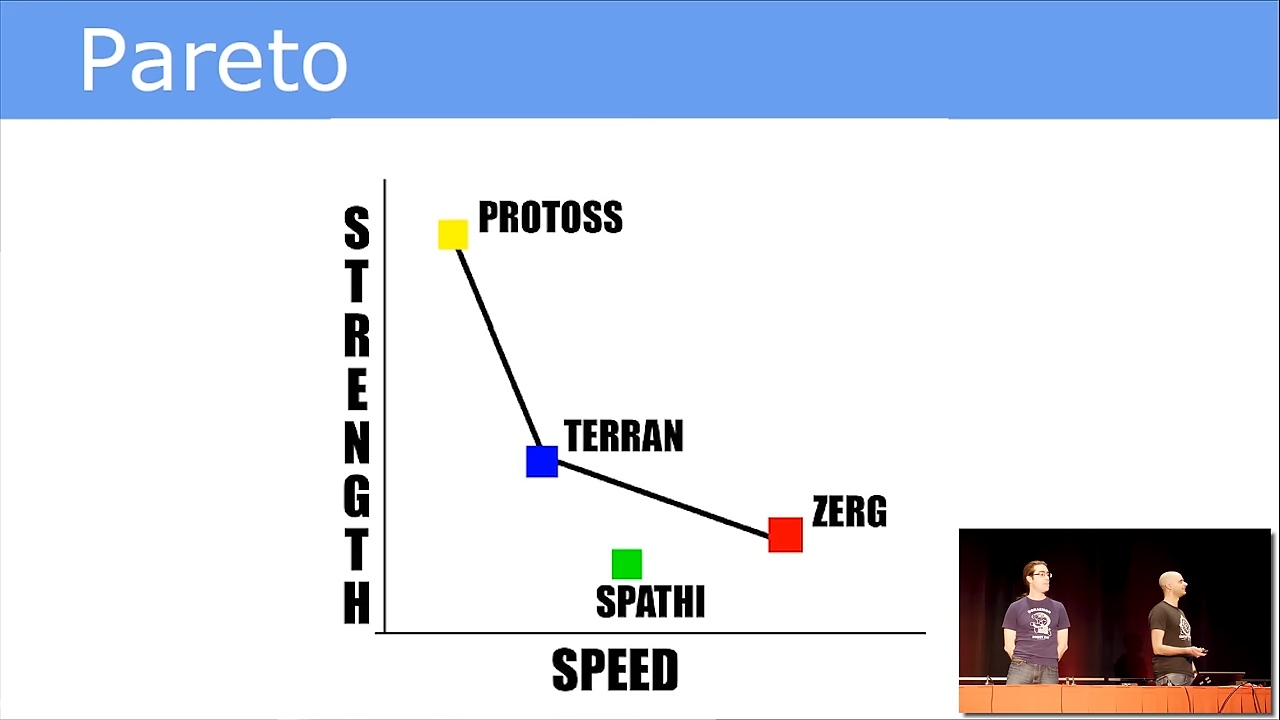 Pareto
STRENGTH
PROTOSS
TERRAN
ZERG
SPATHI
SPEED